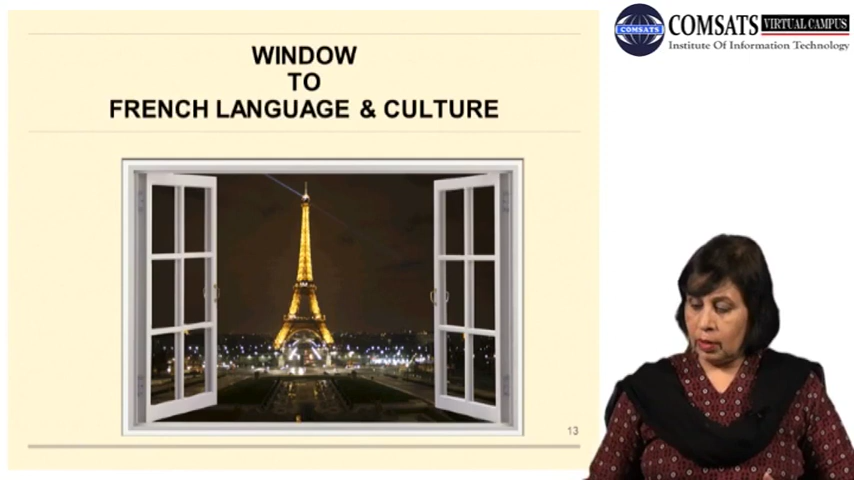 WINDOW
TO
FRENCH LANGUAGE & CULTURE
13
COMSATS
COMSATS VIRTUAL CAMPUS
Institute Of Information Technology